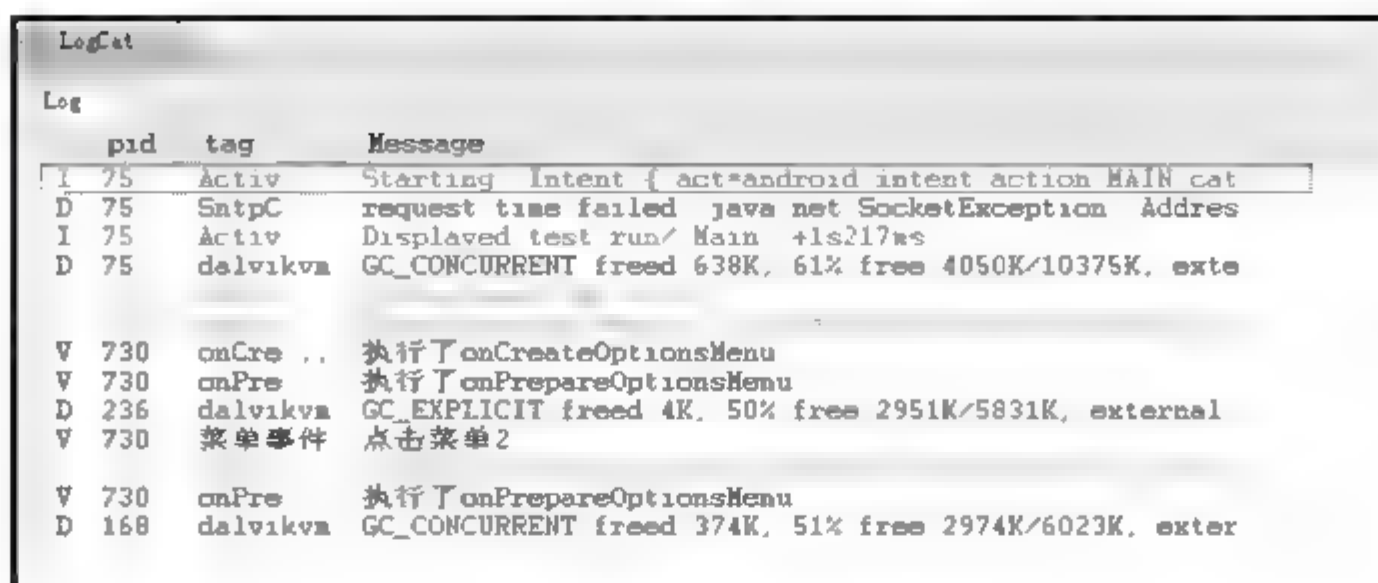 LogCat
Log
pid tag Message
I 75 Activ Starting Intent { act=android intent action MAIN cat
D 75 SntpC request time failed java net SocketException Addres
I 75 Activ Displayed test run/ Main +1s217ms
D 75 dalvikvm GC_CONCURRENT freed 638K, 61% free 4050K/10375K, exte
V 730 onCre .. 执行了onCreateOptionsMenu
V 730 onPre 执行了onPrepareOptionsMenu
D 236 dalvikvm GC_EXPLICIT freed 4K, 50% free 2951K/5831K, external
V 730 菜单事件 点击菜单2
V 730 onPre 执行了onPrepareOptionsMenu
D 168 dalvikvm GC_CONCURRENT freed 374K, 51% free 2974K/6023K, exter